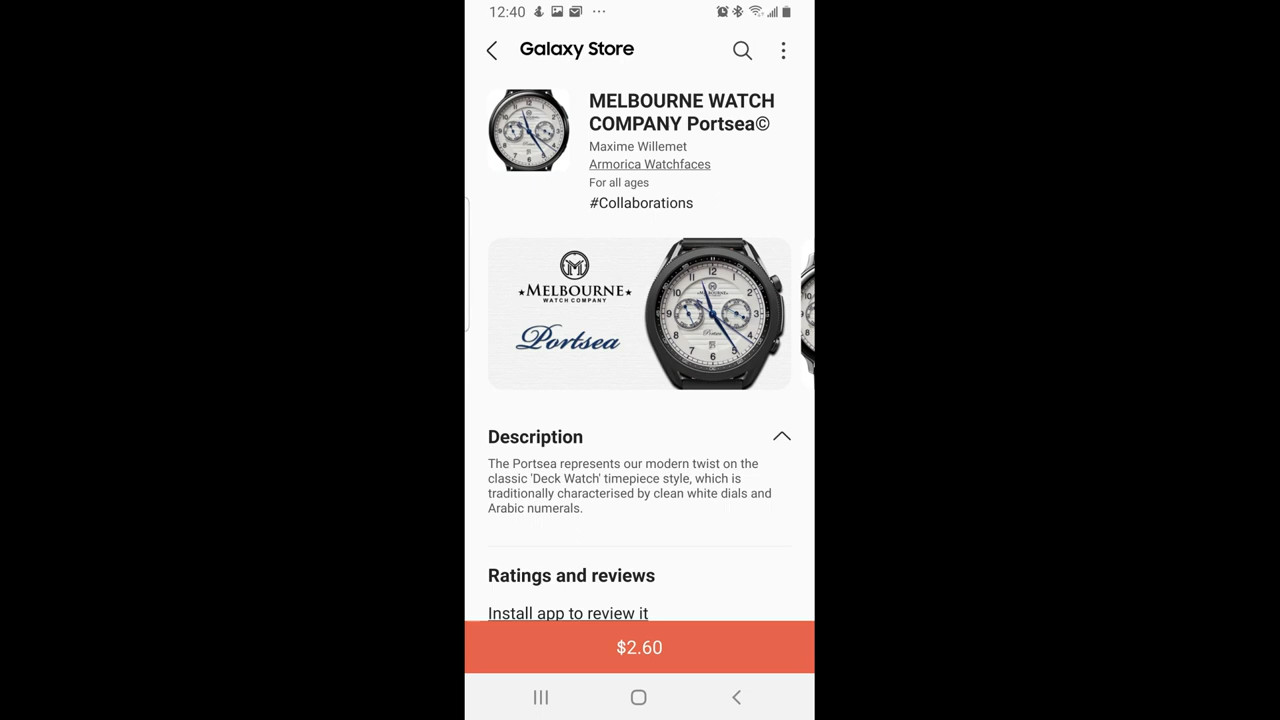 12:40
Galaxy Store
MELBOURNE WATCH
COMPANY Portsea©
Maxime Willemet
Armorica Watchfaces
For all ages
#Collaborations
M
★MELBOURNE★
WATCH COMPANY
Portsea
Description
The Portsea represents our modern twist on the
classic 'Deck Watch' timepiece style, which is
traditionally characterised by clean white dials and
Arabic numerals.
Ratings and reviews
Install app to review it
$2.60